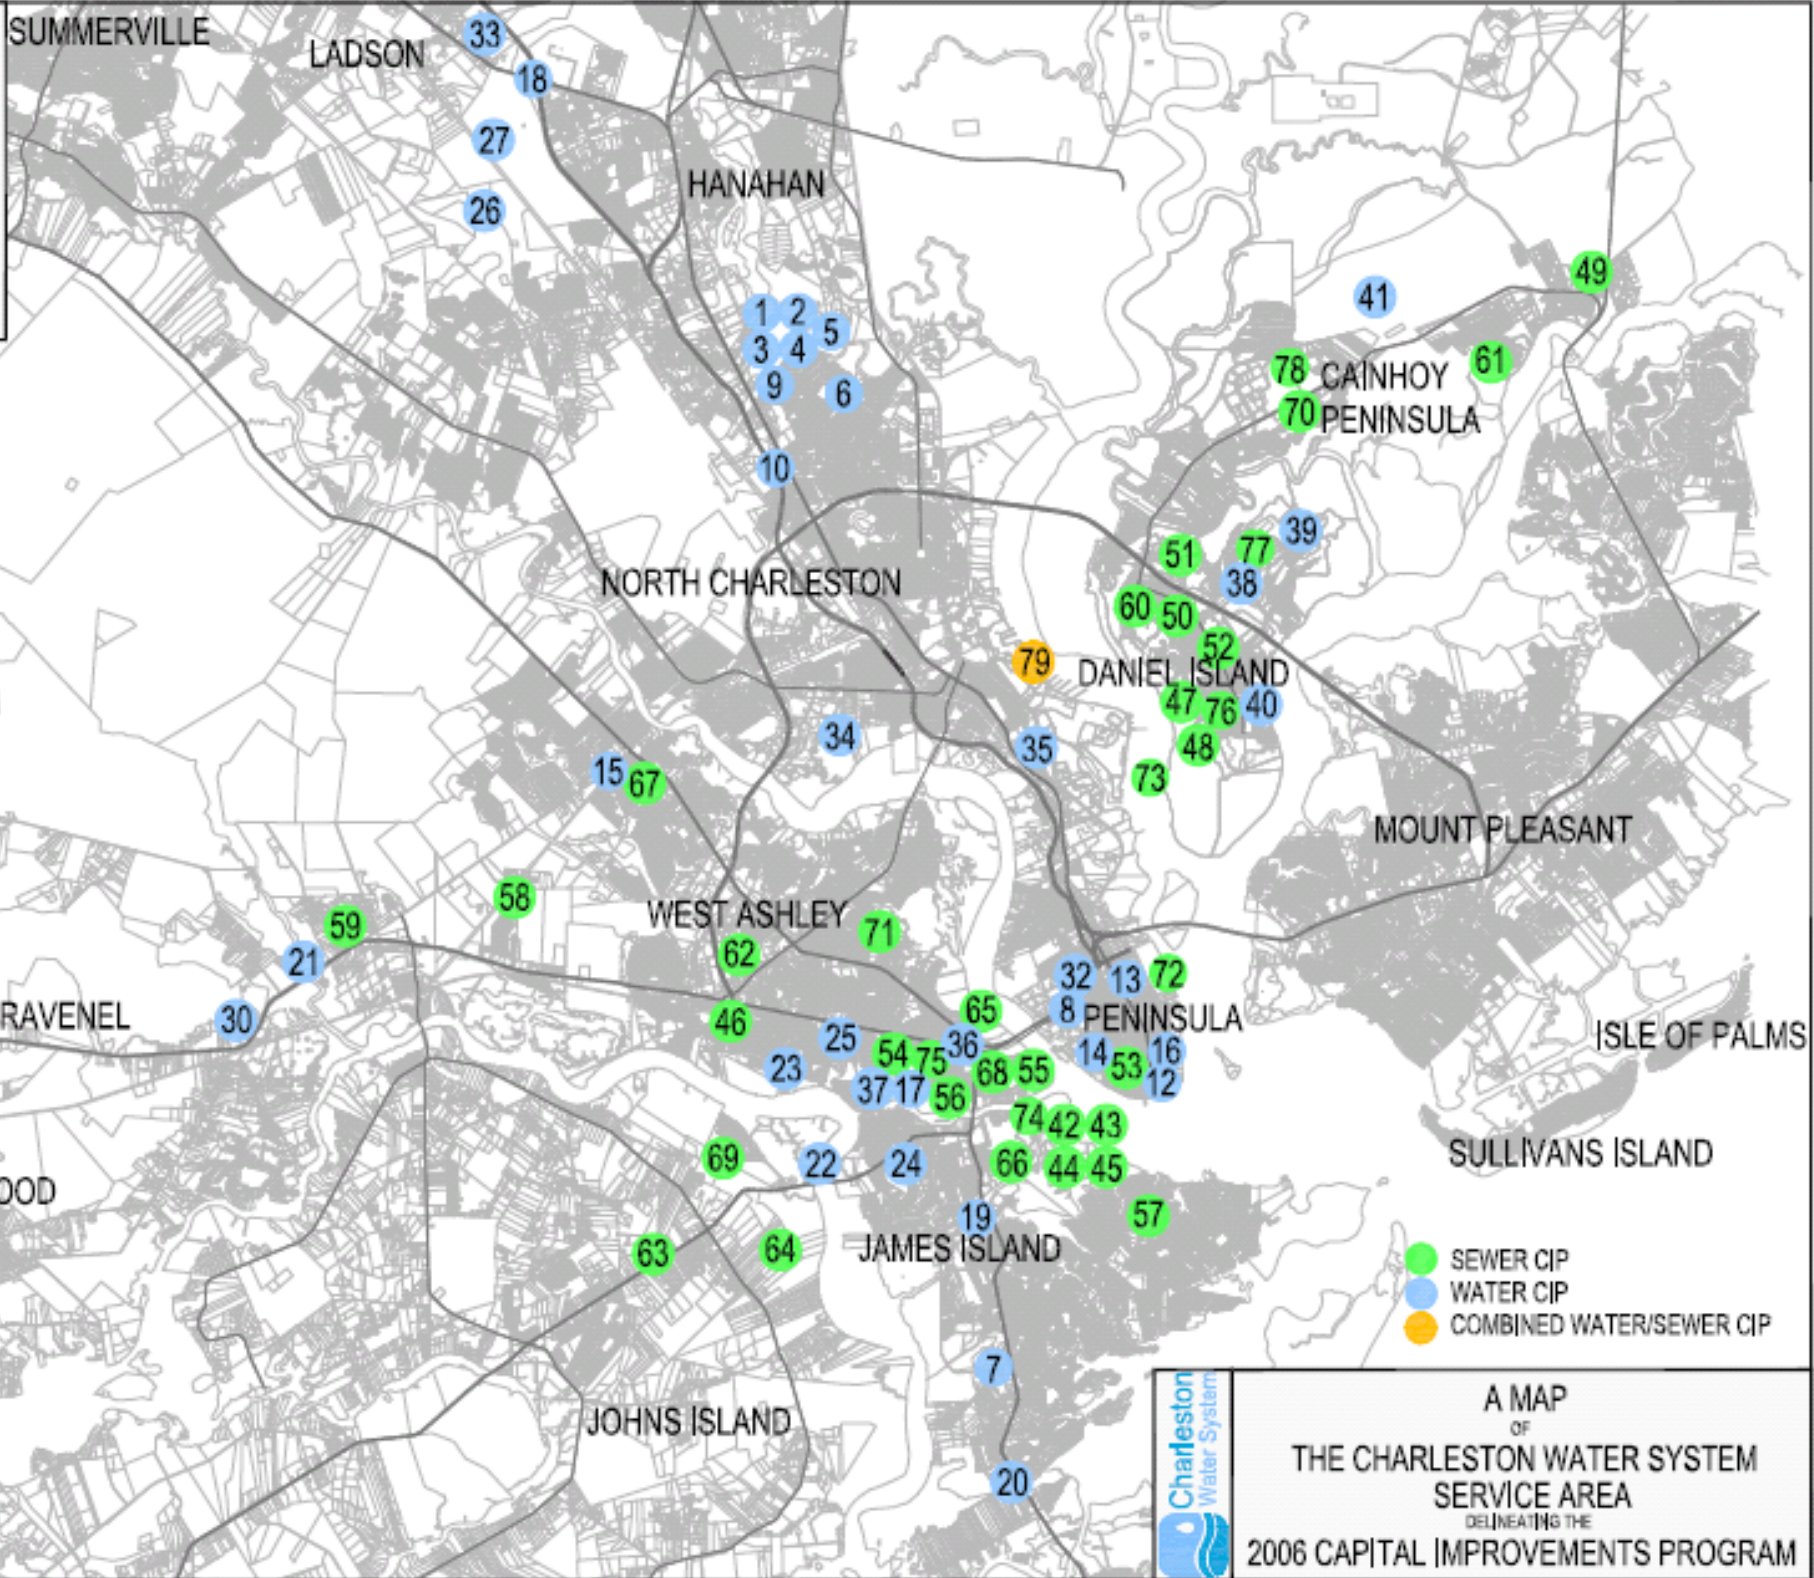 SUMMERVILLE
LADSON
33
18
27
26
HANAHAN
1
2
5
3
4
9
6
10
41
49
78
CAINHOY
61
70
PENINSULA
39
51
77
38
NORTH CHARLESTON
60
50
52
79
DANIEL ISLAND
47
76
40
34
35
48
15
67
73
MOUNT PLEASANT
58
59
WEST ASHLEY
71
62
21
32
13
72
30
RAVENEL
46
65
8
PENINSULA
ISLE OF PALMS
25
54
75
36
14
53
16
23
68
55
12
37
17
56
74
42
43
69
22
24
66
44
45
SULLIVANS ISLAND
OOD
19
57
63
64
JAMES ISLAND
SEWER CIP
WATER CIP
COMBINED WATER/SEWER CIP
7
JOHNS ISLAND
20
Charleston
Water System
A MAP
OF
THE CHARLESTON WATER SYSTEM
SERVICE AREA
DELINEATING THE
2006 CAPITAL IMPROVEMENTS PROGRAM